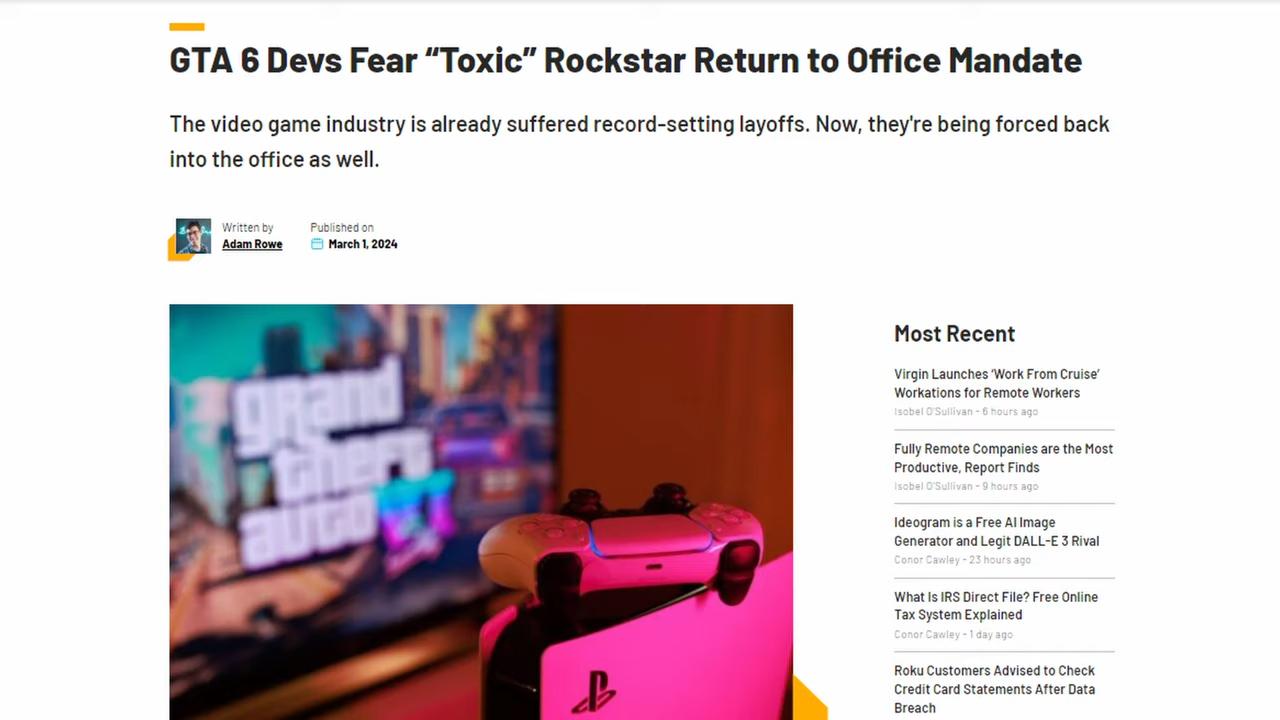 GTA 6 Devs Fear “Toxic” Rockstar Return to Office Mandate
The video game industry is already suffered record-setting layoffs. Now, they're being forced back
into the office as well.
Written by
Adam Rowe
Published on
March 1, 2024
grand
theft
auto
VI
Most Recent
Virgin Launches ‘Work From Cruise’
Workations for Remote Workers
Isobel O'Sullivan - 6 hours ago
Fully Remote Companies are the Most
Productive, Report Finds
Isobel O'Sullivan - 9 hours ago
Ideogram is a Free AI Image
Generator and Legit DALL-E 3 Rival
Conor Cawley - 23 hours ago
What Is IRS Direct File? Free Online
Tax System Explained
Conor Cawley - 1 day ago
Roku Customers Advised to Check
Credit Card Statements After Data
Breach